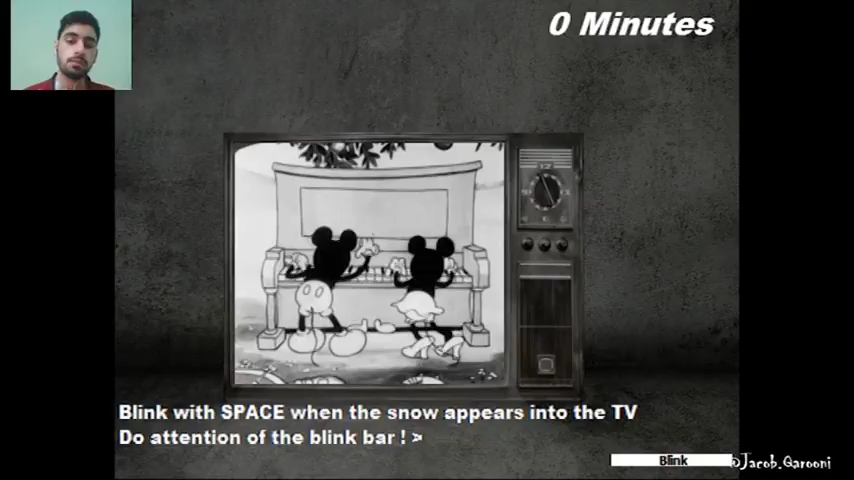 0 Minutes
Blink with SPACE when the snow appears into the TV
Do attention of the blink bar ! >
Blink
@Jacob_Qarooni